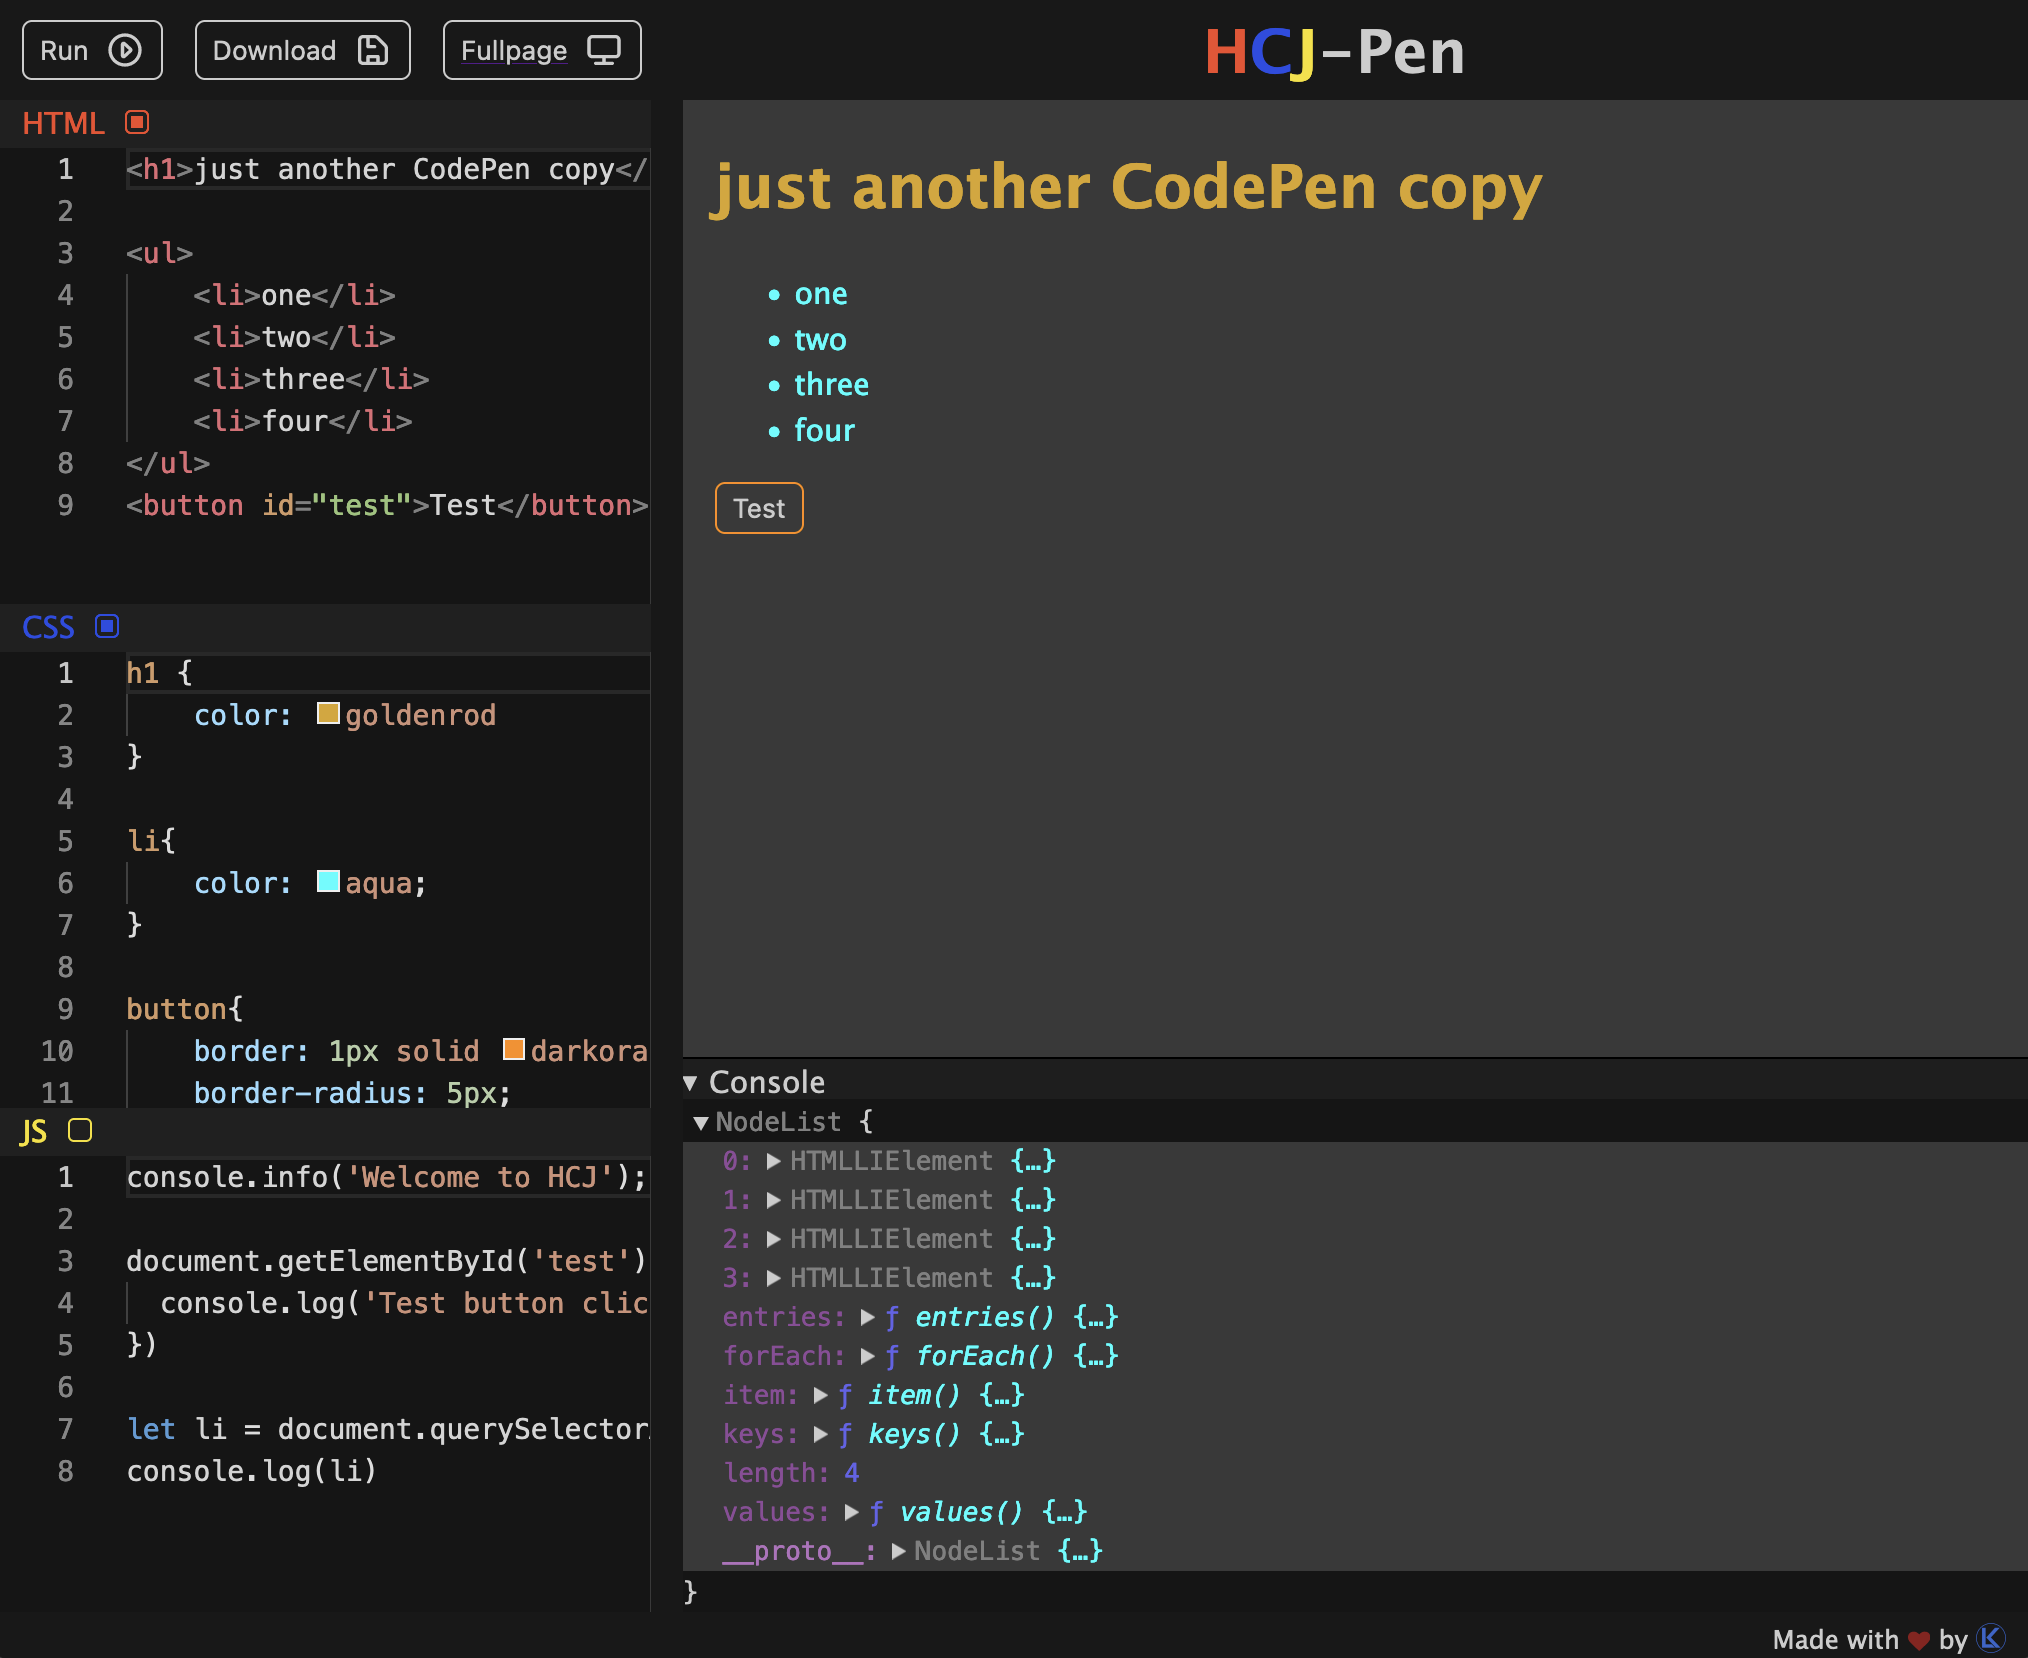 Run Download Fullpage
HCJ-Pen
HTML
1 <h1>just another CodePen copy</
2
3 <ul>
4 <li>one</li>
5 <li>two</li>
6 <li>three</li>
7 <li>four</li>
8 </ul>
9 <button id="test">Test</button>
CSS
1 h1 {
2 color: goldenrod
3 }
4
5 li{
6 color: aqua;
7 }
8
9 button{
10 border: 1px solid darkora
11 border-radius: 5px;
JS
1 console.info('Welcome to HCJ');
2
3 document.getElementById('test')
4 console.log('Test button clic
5 })
6
7 let li = document.querySelector
8 console.log(li)
just another CodePen copy
• one
• two
• three
• four
Test
▼ Console
▼NodeList {
0: ▶HTMLLIElement {…}
1: ▶HTMLLIElement {…}
2: ▶HTMLLIElement {…}
3: ▶HTMLLIElement {…}
entries: ▶ƒ entries() {…}
forEach: ▶ƒ forEach() {…}
item: ▶ƒ item() {…}
keys: ▶ƒ keys() {…}
length: 4
values: ▶ƒ values() {…}
__proto__: ▶NodeList {…}
}
Made with ❤ by LK